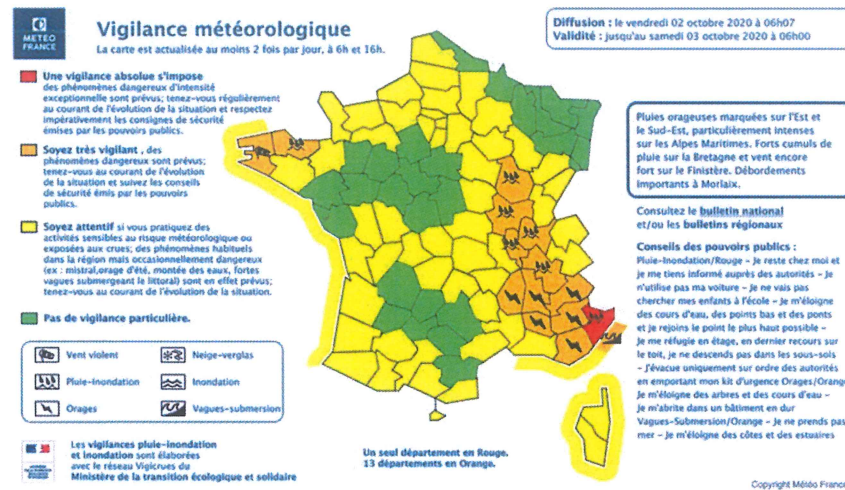 METEO
FRANCE
Vigilance météorologique
La carte est actualisée au moins 2 fois par jour, à 6h et 16h.
Diffusion : le vendredi 02 octobre 2020 à 06h07
Validité : jusqu'au samedi 03 octobre 2020 à 06h00
Une vigilance absolue s'impose
des phénomènes dangereux d'intensité
exceptionnelle sont prévus; tenez-vous régulièrement
au courant de l'évolution de la situation et respectez
impérativement les consignes de sécurité
émises par les pouvoirs publics.
Soyez très vigilant , des
phénomènes dangereux sont prévus;
tenez-vous au courant de l'évolution
de la situation et suivez les conseils
de sécurité émis par les pouvoirs
publics.
Soyez attentif si vous pratiquez des
activités sensibles au risque météorologique ou
exposées aux crues; des phénomènes habituels
dans la région mais occasionnellement dangereux
(ex : mistral,orage d'été, montée des eaux, fortes
vagues submergeant le littoral) sont en effet prévus;
tenez-vous au courant de l'évolution de la situation.
Pas de vigilance particulière.
Vent violent
Neige-verglas
Pluie-Inondation
Inondation
Orages
Vagues-submersion
Les vigilances pluie-inondation
et inondation sont élaborées
avec le réseau Vigicrues du
Ministère de la transition écologique et solidaire
Un seul département en Rouge.
13 départements en Orange.
Pluies orageuses marquées sur l'Est et
le Sud-Est, particulièrement intenses
sur les Alpes Maritimes. Forts cumuls de
pluie sur la Bretagne et vent encore
fort sur le Finistère. Débordements
importants à Morlaix.
Consultez le bulletin national
et/ou les bulletins régionaux
Conseils des pouvoirs publics :
Pluie-Inondation/Rouge – Je reste chez moi et
je me tiens informé auprès des autorités – Je
n'utilise pas ma voiture – Je ne vais pas
chercher mes enfants à l'école – Je m'éloigne
des cours d'eau, des points bas et des ponts
et je rejoins le point le plus haut possible –
Je me réfugie en étage, en dernier recours sur
le toit, je ne descends pas dans les sous-sols
– J'évacue uniquement sur ordre des autorités
en emportant mon kit d'urgence Orages/Orange
Je m'éloigne des arbres et des cours d'eau –
Je m'abrite dans un bâtiment en dur
Vagues-Submersion/Orange – Je ne prends pas
mer – Je m'éloigne des côtes et des estuaires
Copyright Météo France